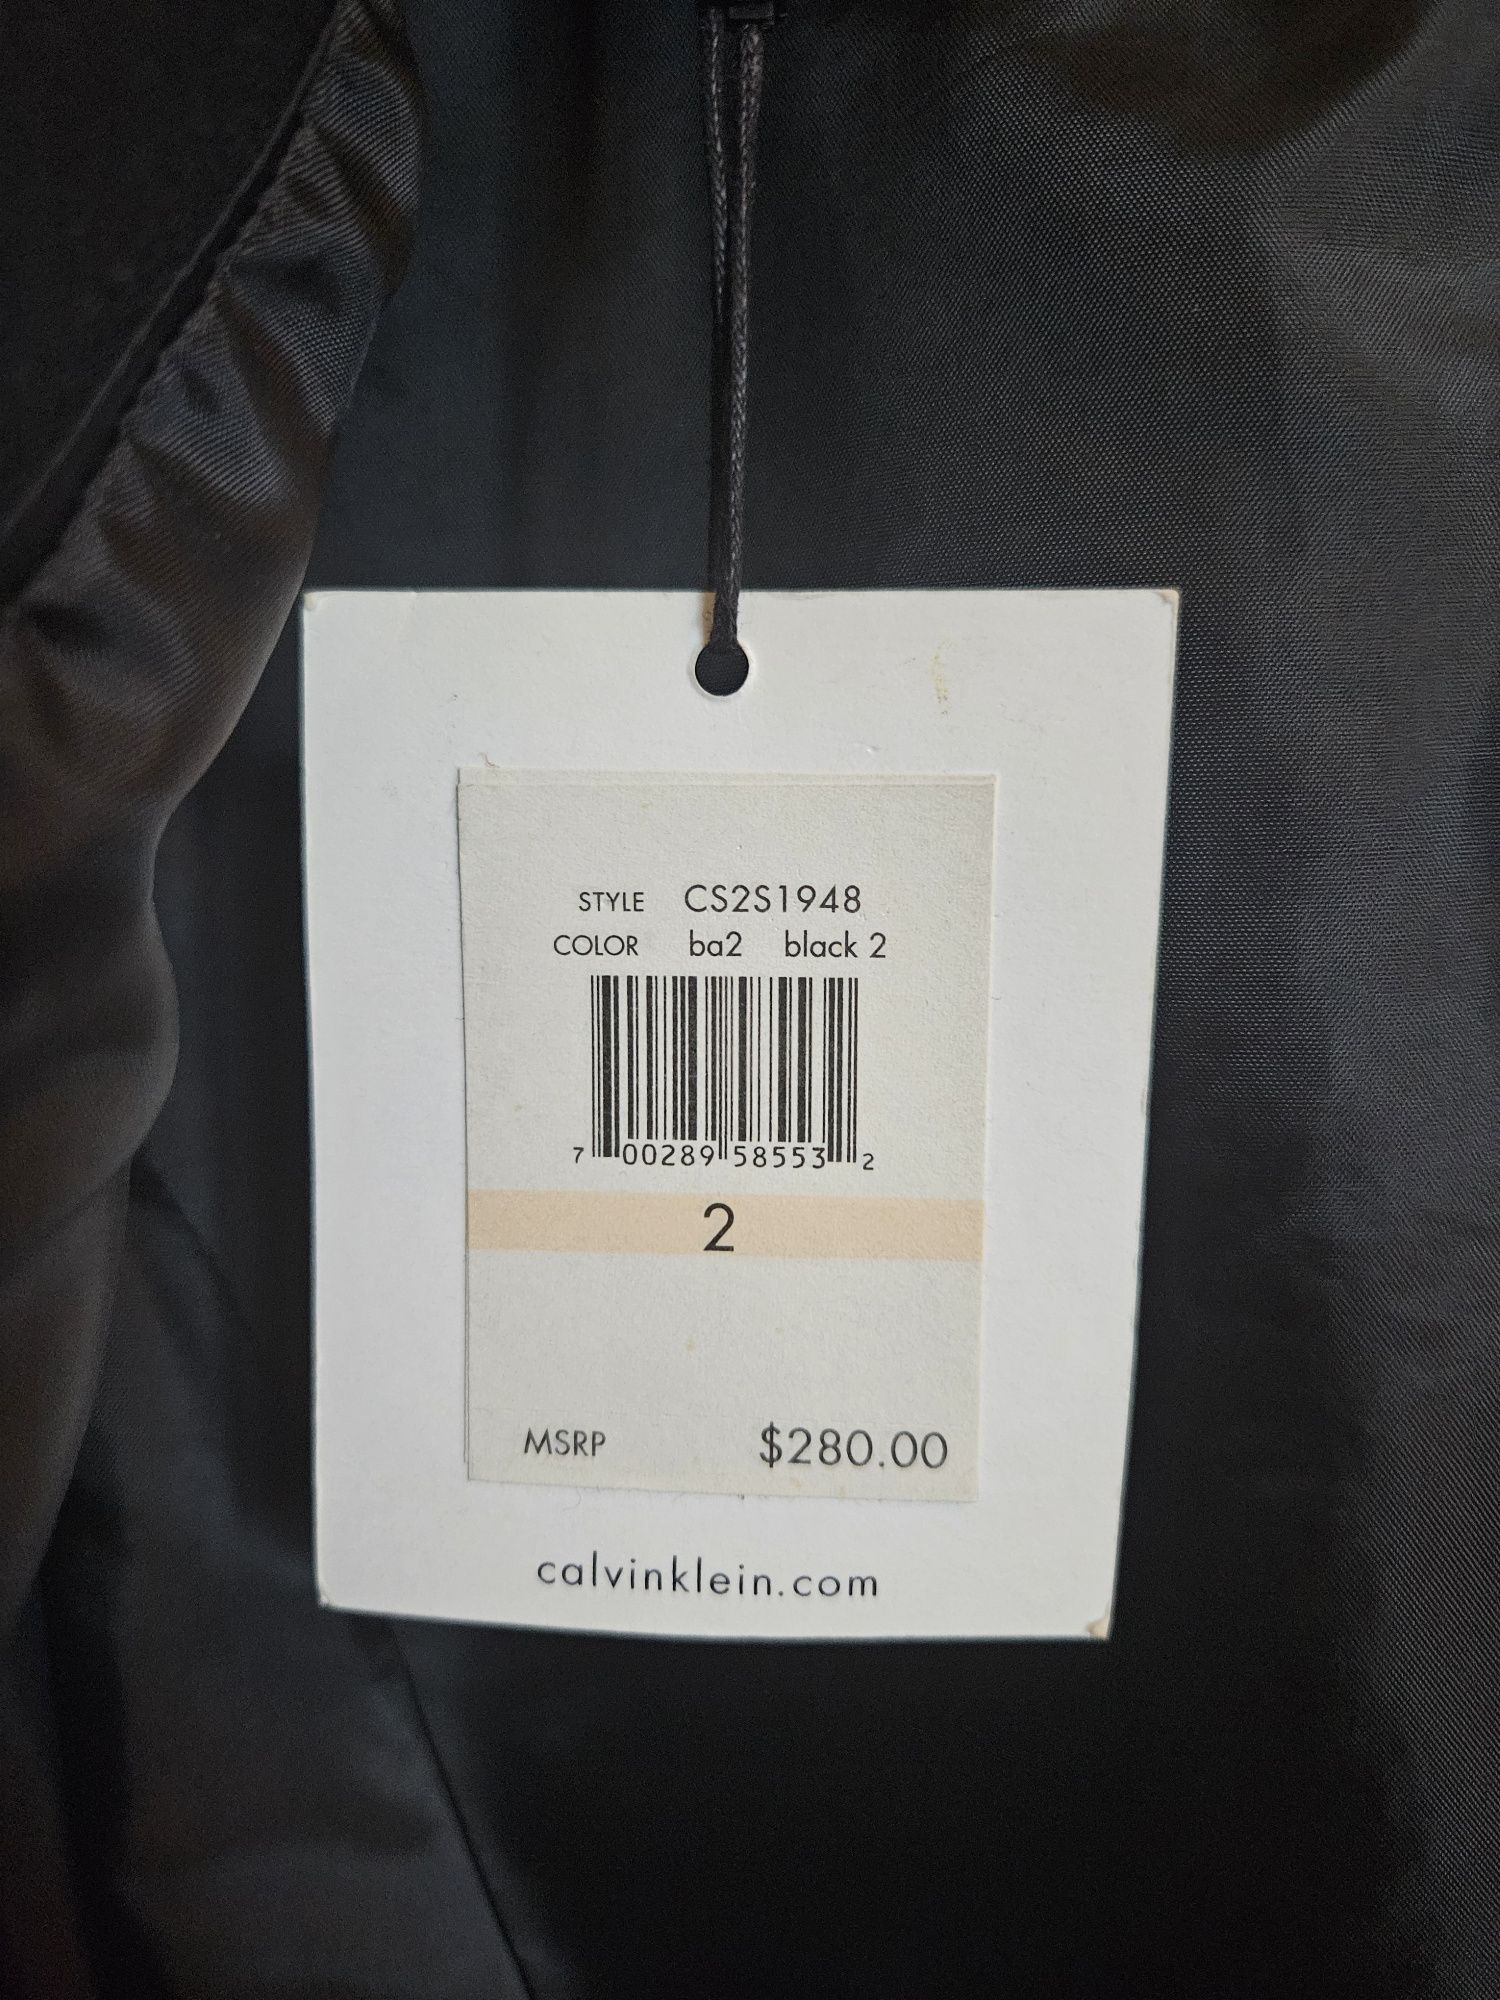 STYLE CS2S1948
COLOR ba2 black 2
7 00289 58553 2
2
MSRP $280.00
calvinklein.com